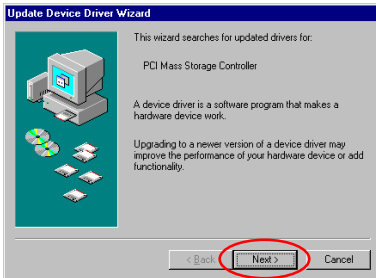 Update Device Driver Wizard
This wizard searches for updated drivers for:
PCI Mass Storage Controller
A device driver is a software program that makes a
hardware device work.
Upgrading to a newer version of a device driver may
improve the performance of your hardware device or add
functionality.
< Back Next > Cancel